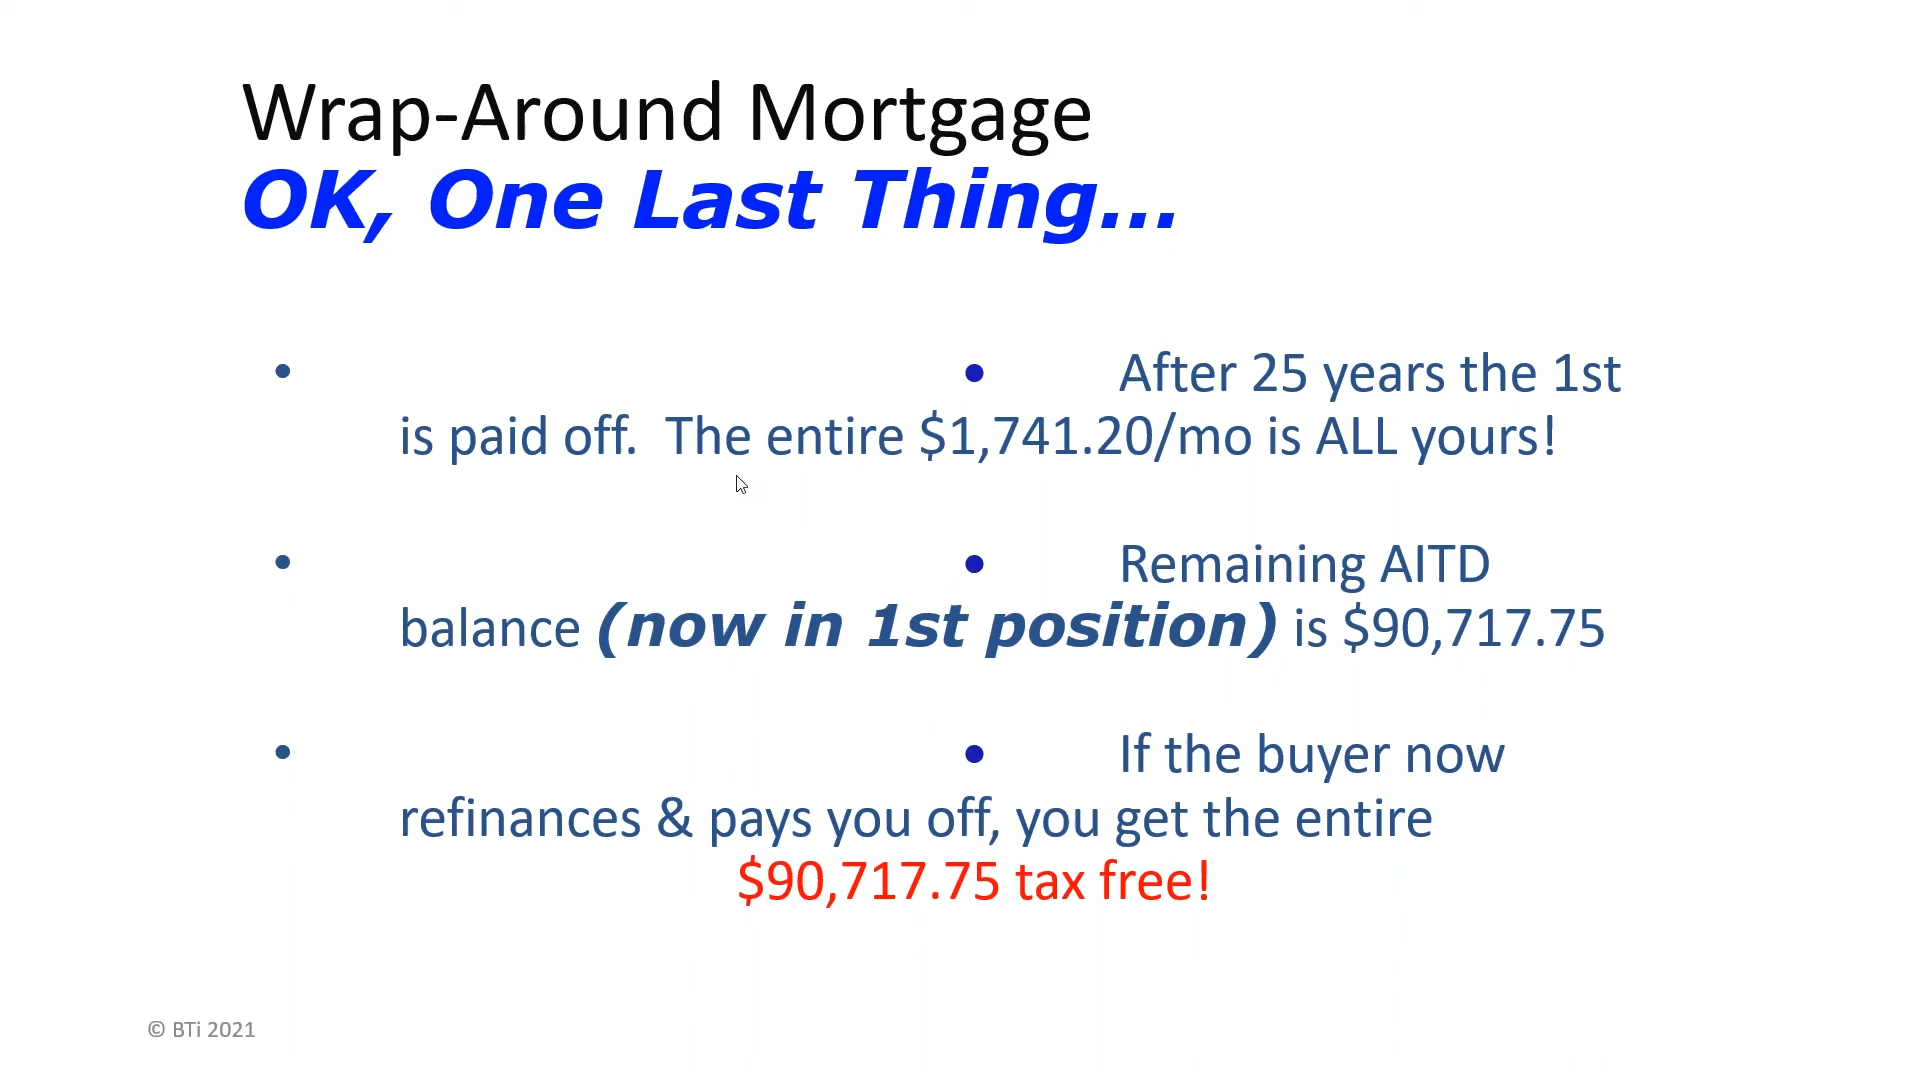 Wrap-Around Mortgage
OK, One Last Thing...
• • After 25 years the 1st
is paid off. The entire $1,741.20/mo is ALL yours!
• • Remaining AITD
balance (now in 1st position) is $90,717.75
• • If the buyer now
refinances & pays you off, you get the entire
$90,717.75 tax free!
© BTi 2021